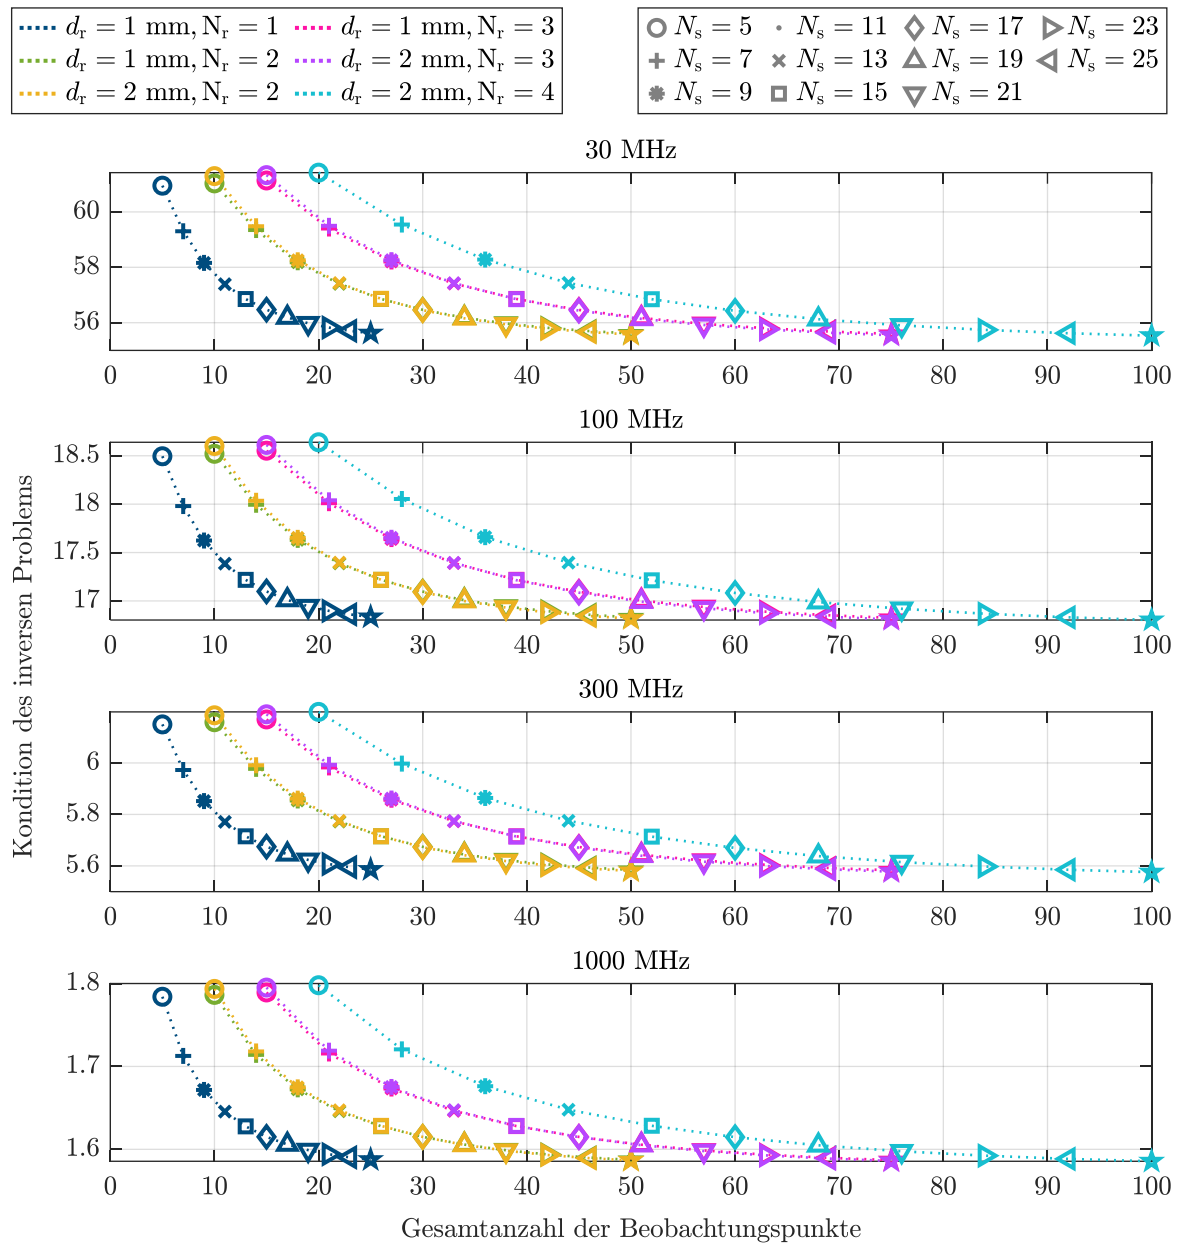 d_r = 1 mm, N_r = 1 d_r = 1 mm, N_r = 3
d_r = 1 mm, N_r = 2 d_r = 2 mm, N_r = 3
d_r = 2 mm, N_r = 2 d_r = 2 mm, N_r = 4
N_s = 5 N_s = 11 N_s = 17 N_s = 23
N_s = 7 N_s = 13 N_s = 19 N_s = 25
N_s = 9 N_s = 15 N_s = 21
30 MHz
60
58
56
0 10 20 30 40 50 60 70 80 90 100
100 MHz
18.5
18
17.5
17
0 10 20 30 40 50 60 70 80 90 100
300 MHz
6
5.8
5.6
0 10 20 30 40 50 60 70 80 90 100
1000 MHz
1.8
1.7
1.6
0 10 20 30 40 50 60 70 80 90 100
Kondition des inversen Problems
Gesamtanzahl der Beobachtungspunkte